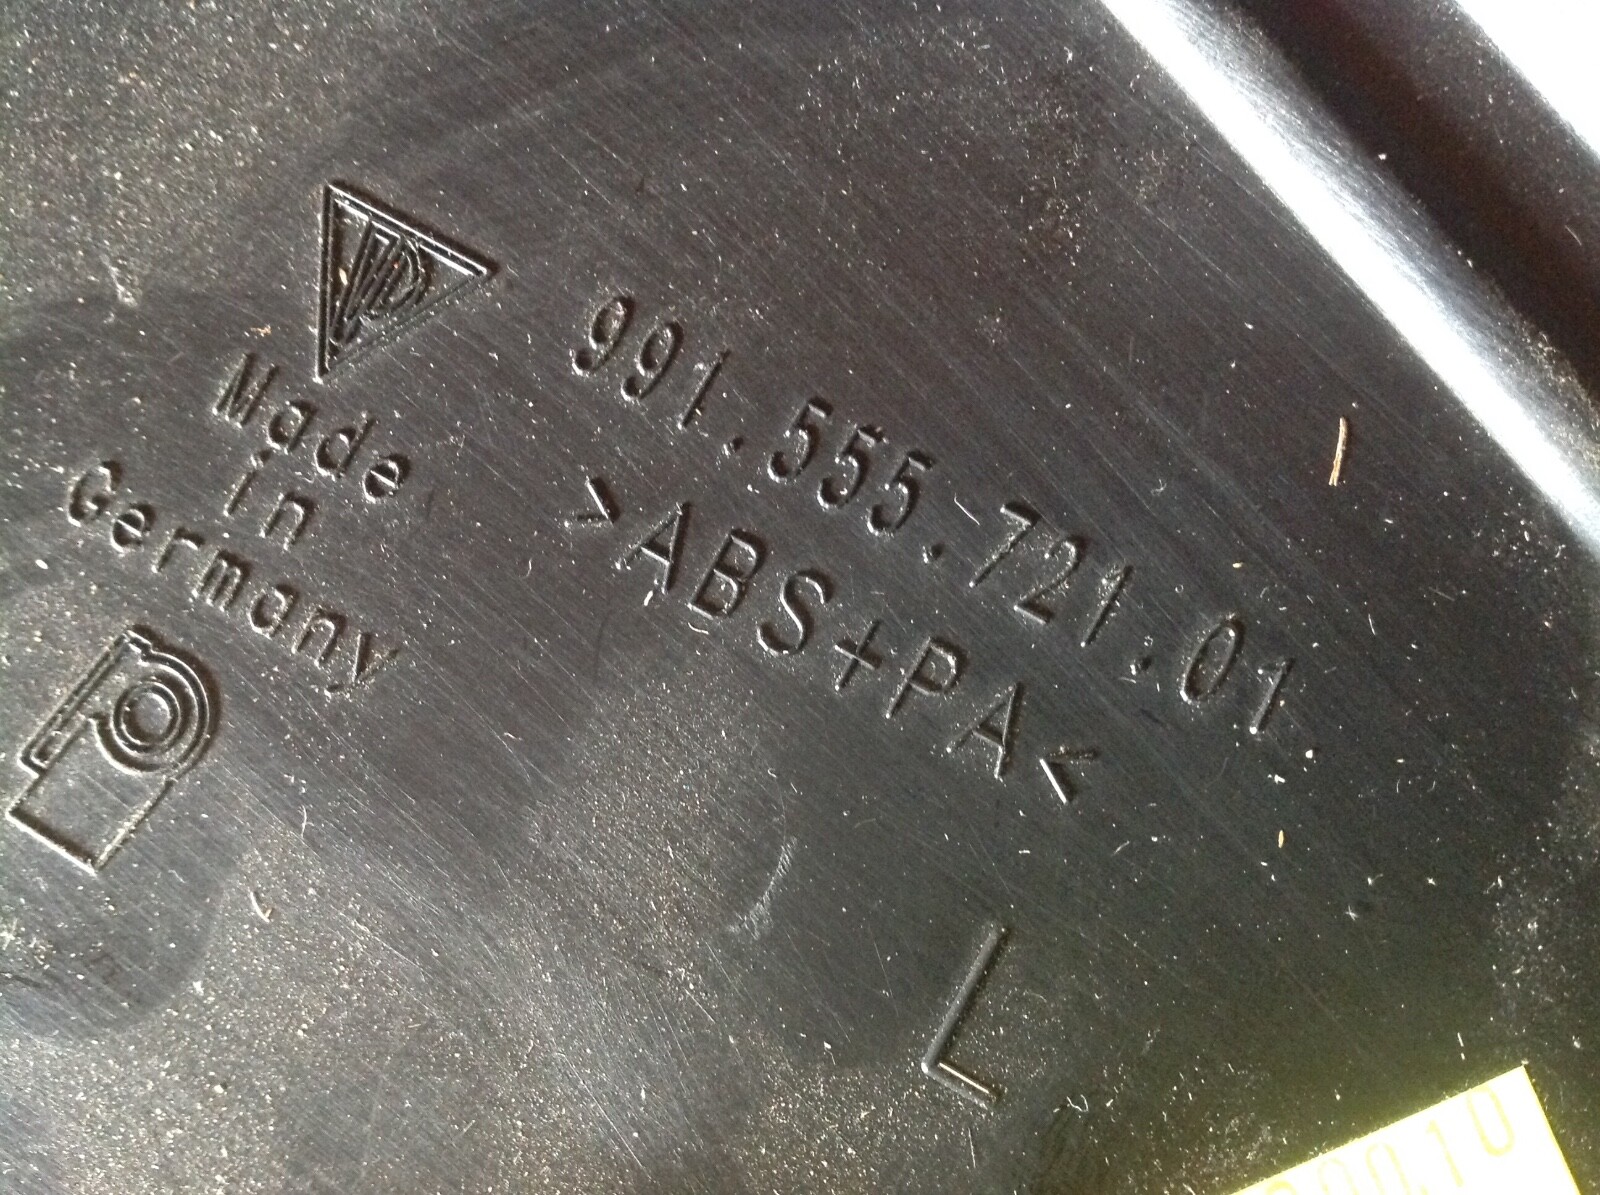 991.555.721.01.
>ABS+PA<
Made
in
Germany
L